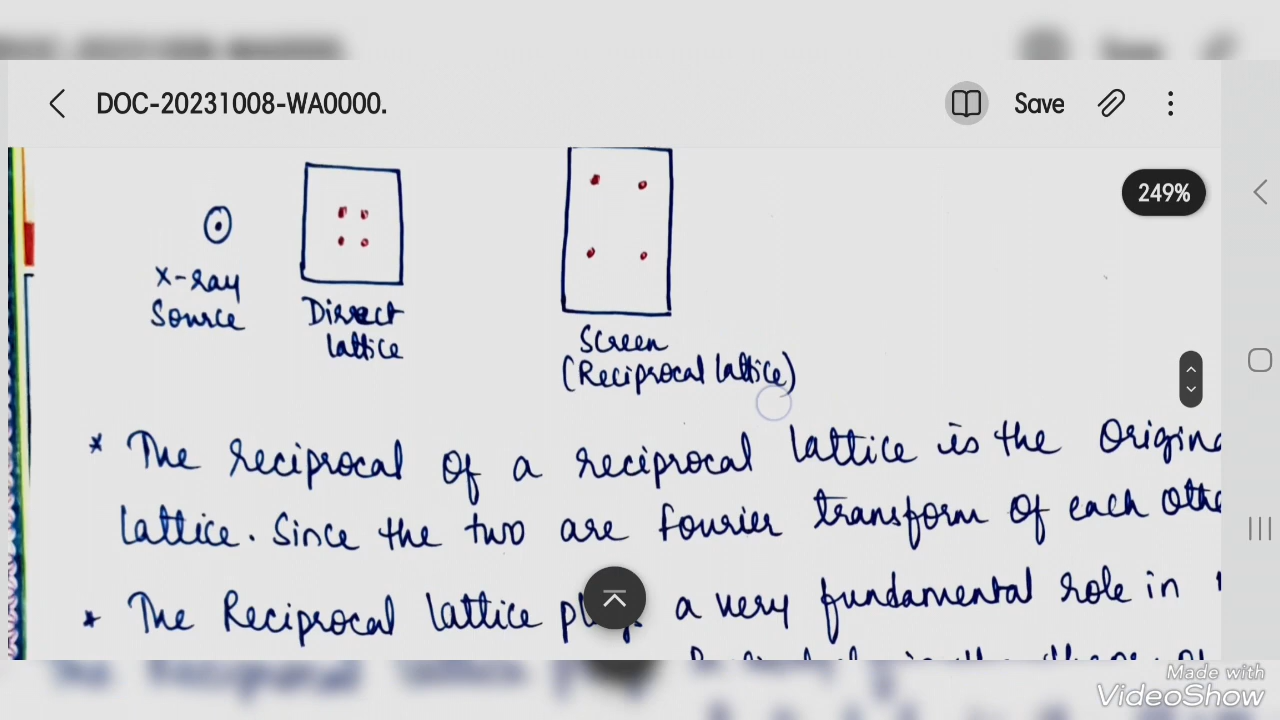 DOC-20231008-WA0000.
Save
249%
X-ray
Source
Direct
lattice
Screen
(Reciprocal lattice)
* The reciprocal of a reciprocal lattice is the Origina
lattice. Since the two are fourier transform of each othe
* The Reciprocal lattice a very fundamental role in
Made with
VideoShow